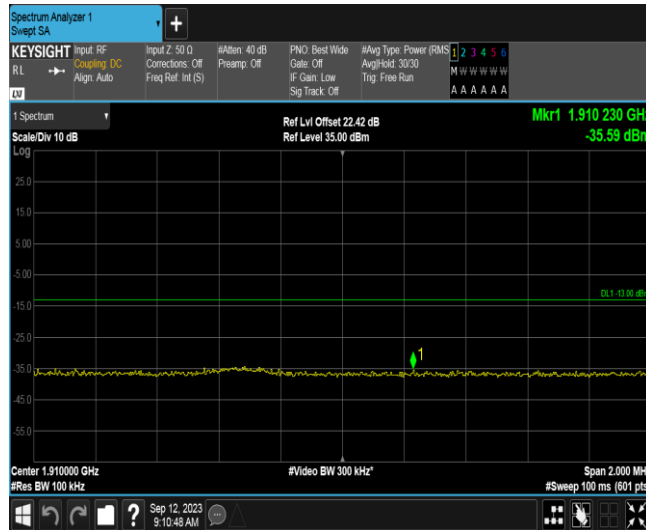 Spectrum Analyzer 1
Swept SA
KEYSIGHT
RL
LXI
Input: RF
Coupling: DC
Align: Auto
Input Z: 50 Ω
Corrections: Off
Freq Ref: Int (S)
#Atten: 40 dB
Preamp: Off
PNO: Best Wide
Gate: Off
IF Gain: Low
Sig Track: Off
#Avg Type: Power (RMS
Avg|Hold: 30/30
Trig: Free Run
1 2 3 4 5 6
M W W W W W
A A A A A A
1 Spectrum
Scale/Div 10 dB
Ref Lvl Offset 22.42 dB
Ref Level 35.00 dBm
Mkr1 1.910 230 GHz
-35.59 dBm
Log
25.0
15.0
5.00
-5.00
DL1 -13.00 dBm
-15.0
-25.0
1
-35.0
-45.0
-55.0
Center 1.910000 GHz
#Video BW 300 kHz*
Span 2.000 MH
#Res BW 100 kHz
#Sweep 100 ms (601 pts
?
Sep 12, 2023
9:10:48 AM